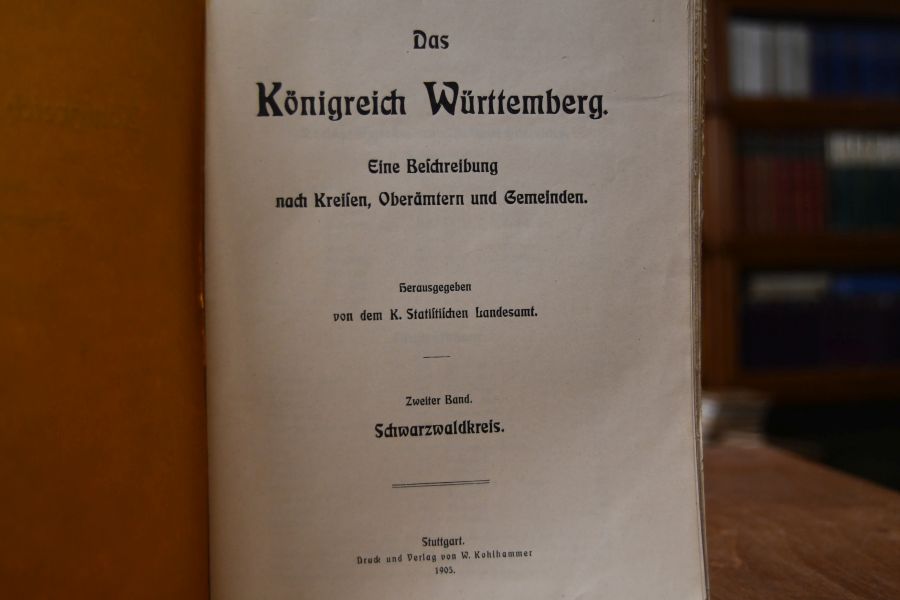 Das
Königreich Württemberg.
Eine Beſchreibung
nach Kreiſen, Oberämtern und Gemeinden.
Herausgegeben
von dem K. Statiſtiſchen Landesamt.
Zweiter Band.
Schwarzwaldkreis.
Stuttgart.
Druck und Verlag von W. Kohlhammer
1905.